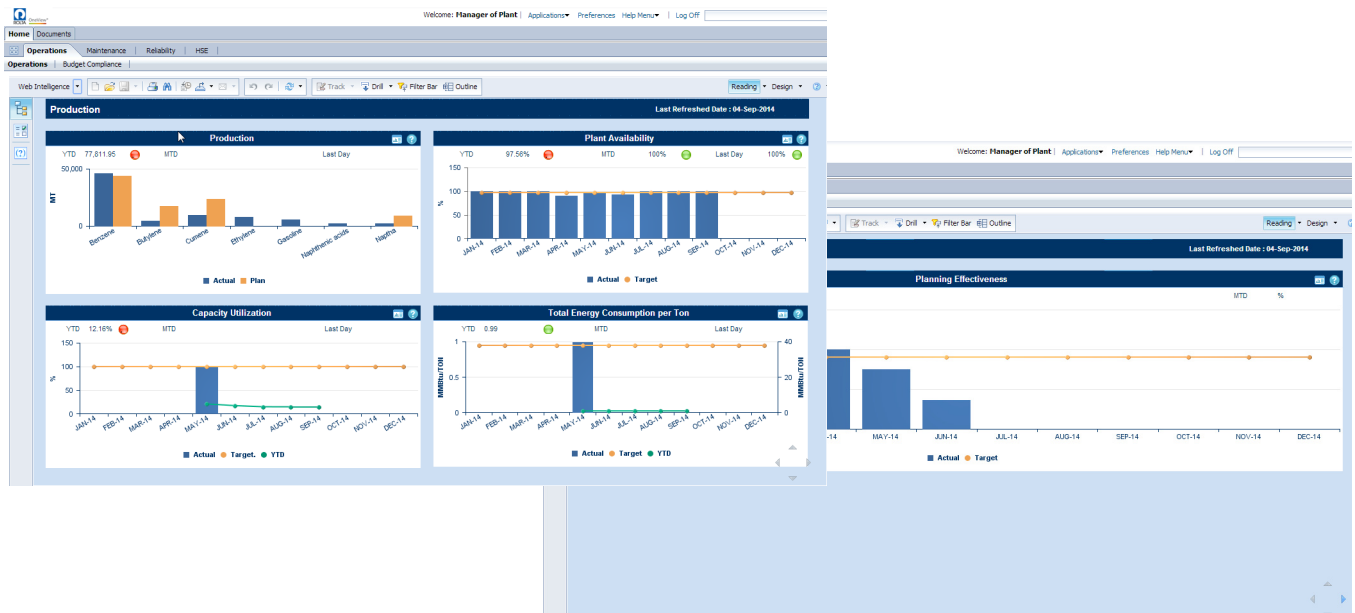 Welcome: Manager of Plant | Applications Preferences Help Menu | Log Off
Home Documents
Operations Maintenance | Reliability | HSE |
Operations | Budget Compliance |
Web Intelligence Track Drill Filter Bar Outline Reading Design
Production Last Refreshed Date : 04-Sep-2014
Production
YTD 77,811.95 MTD Last Day
50,000
0
MT
Benzene Butylene Cumene Ethylene Gasoline Naphthenic acids Naptha
Actual Plan
Plant Availability
YTD 97.56% MTD 100% Last Day 100%
150
100
50
0
%
JAN-14 FEB-14 MAR-14 APR-14 MAY-14 JUN-14 JUL-14 AUG-14 SEP-14 OCT-14 NOV-14 DEC-14
Actual Target
Capacity Utilization
YTD 12.16% MTD Last Day
150
100
50
0
%
JAN-14 FEB-14 MAR-14 APR-14 MAY-14 JUN-14 JUL-14 AUG-14 SEP-14 OCT-14 NOV-14 DEC-14
Actual Target. YTD
Total Energy Consumption per Ton
YTD 0.99 MTD Last Day
1 40
0.5 20
0 0
MMBtu/TON MMBtu/TON
JAN-14 FEB-14 MAR-14 APR-14 MAY-14 JUN-14 JUL-14 AUG-14 SEP-14 OCT-14 NOV-14 DEC-14
Actual Target YTD
Welcome: Manager of Plant | Applications Preferences Help Menu | Log Off
Track Drill Filter Bar Outline Reading Design
Last Refreshed Date : 04-Sep-2014
Planning Effectiveness
MTD %
-14 MAY-14 JUN-14 JUL-14 AUG-14 SEP-14 OCT-14 NOV-14 DEC-14
Actual Target